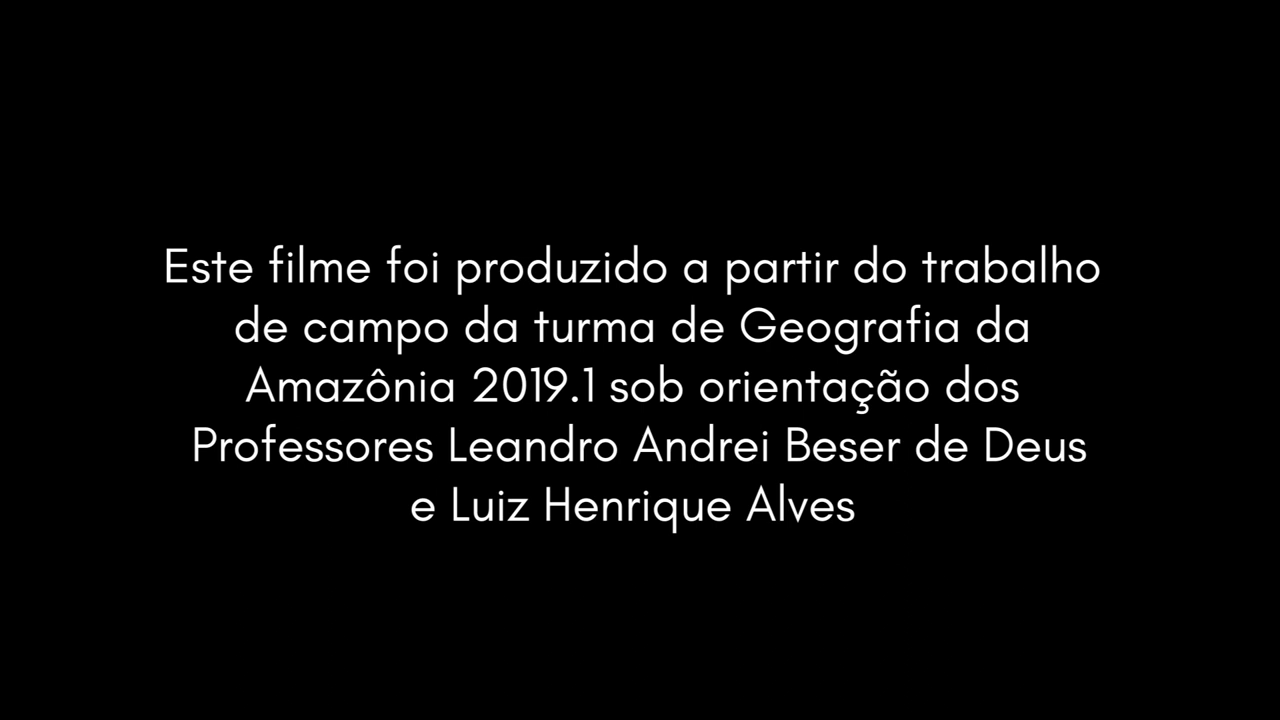 Este filme foi produzido a partir do trabalho
de campo da turma de Geografia da
Amazônia 2019.1 sob orientação dos
Professores Leandro Andrei Beser de Deus
e Luiz Henrique Alves